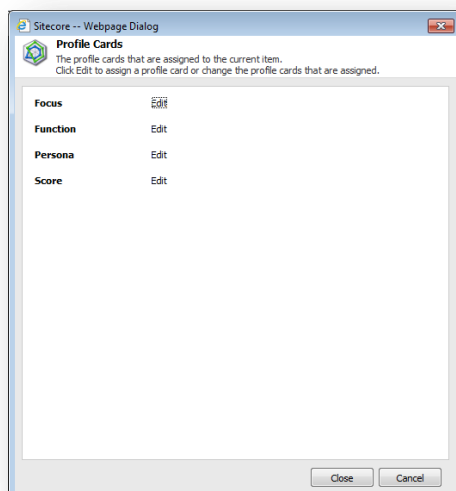 Sitecore -- Webpage Dialog
Profile Cards
The profile cards that are assigned to the current item.
Click Edit to assign a profile card or change the profile cards that are assigned.
Focus Edit
Function Edit
Persona Edit
Score Edit
Close Cancel